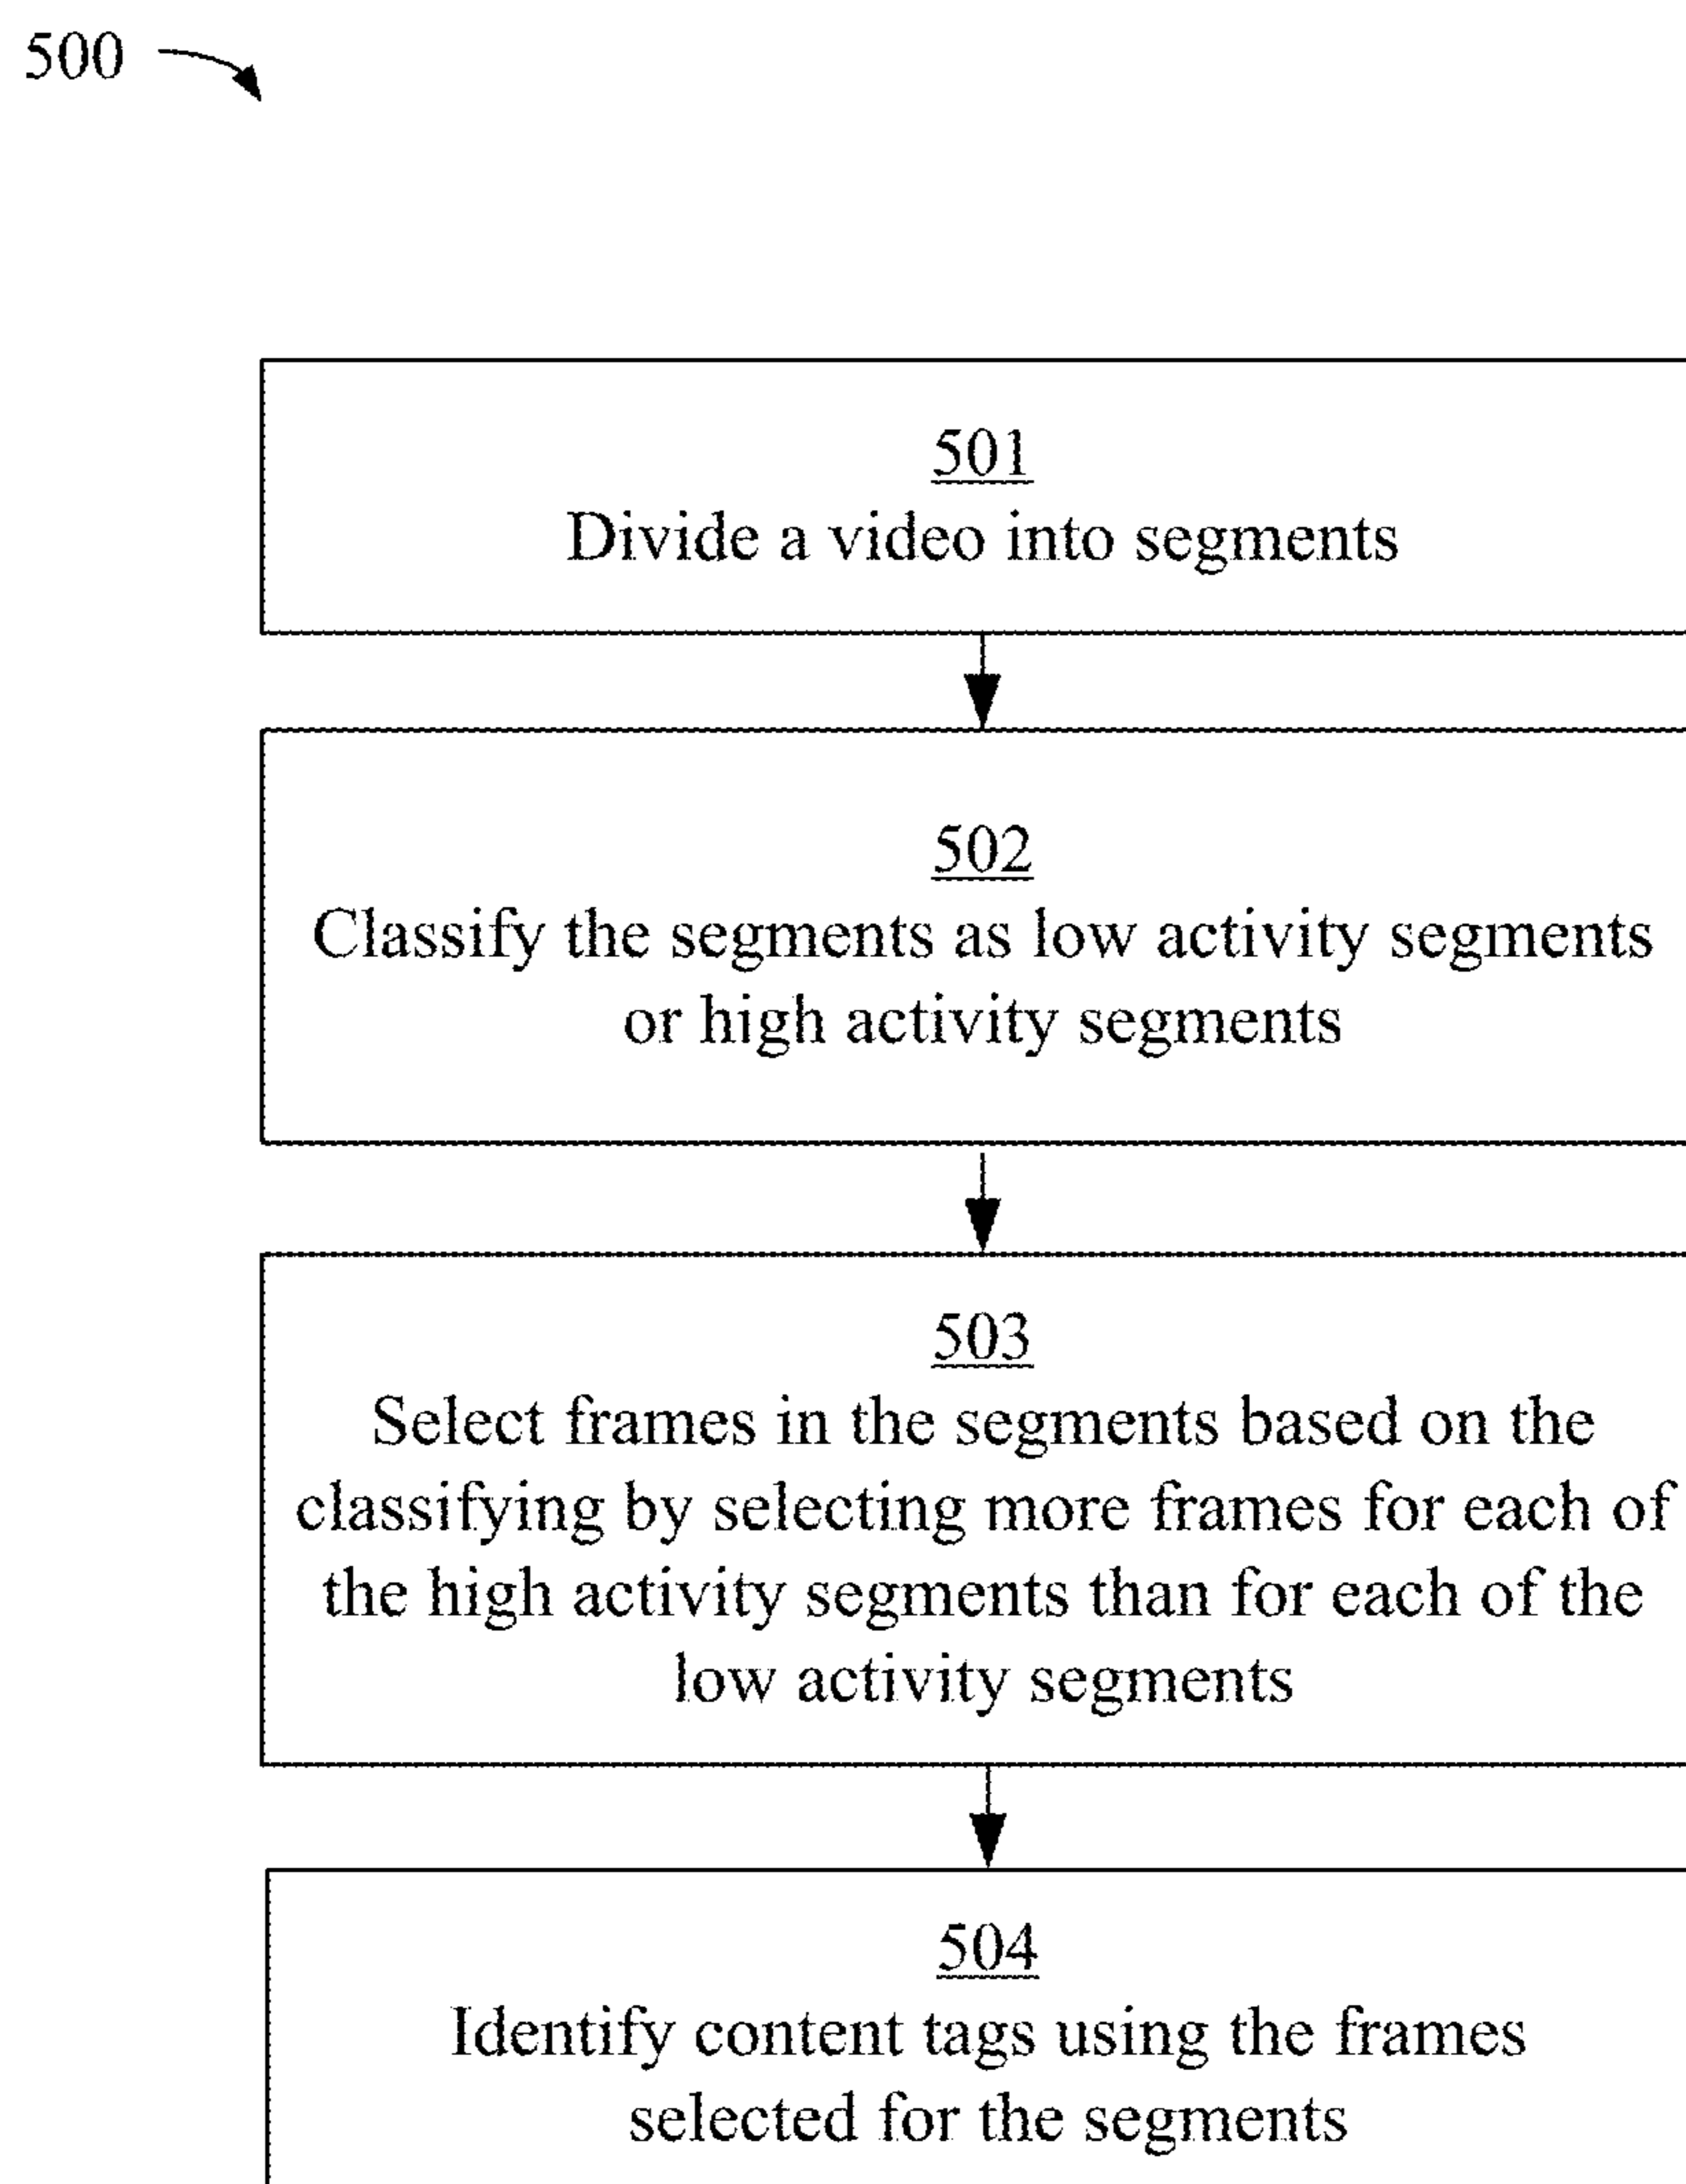 500
501
Divide a video into segments
502
Classify the segments as low activity segments
or high activity segments
503
Select frames in the segments based on the
classifying by selecting more frames for each of
the high activity segments than for each of the
low activity segments
504
Identify content tags using the frames
selected for the segments